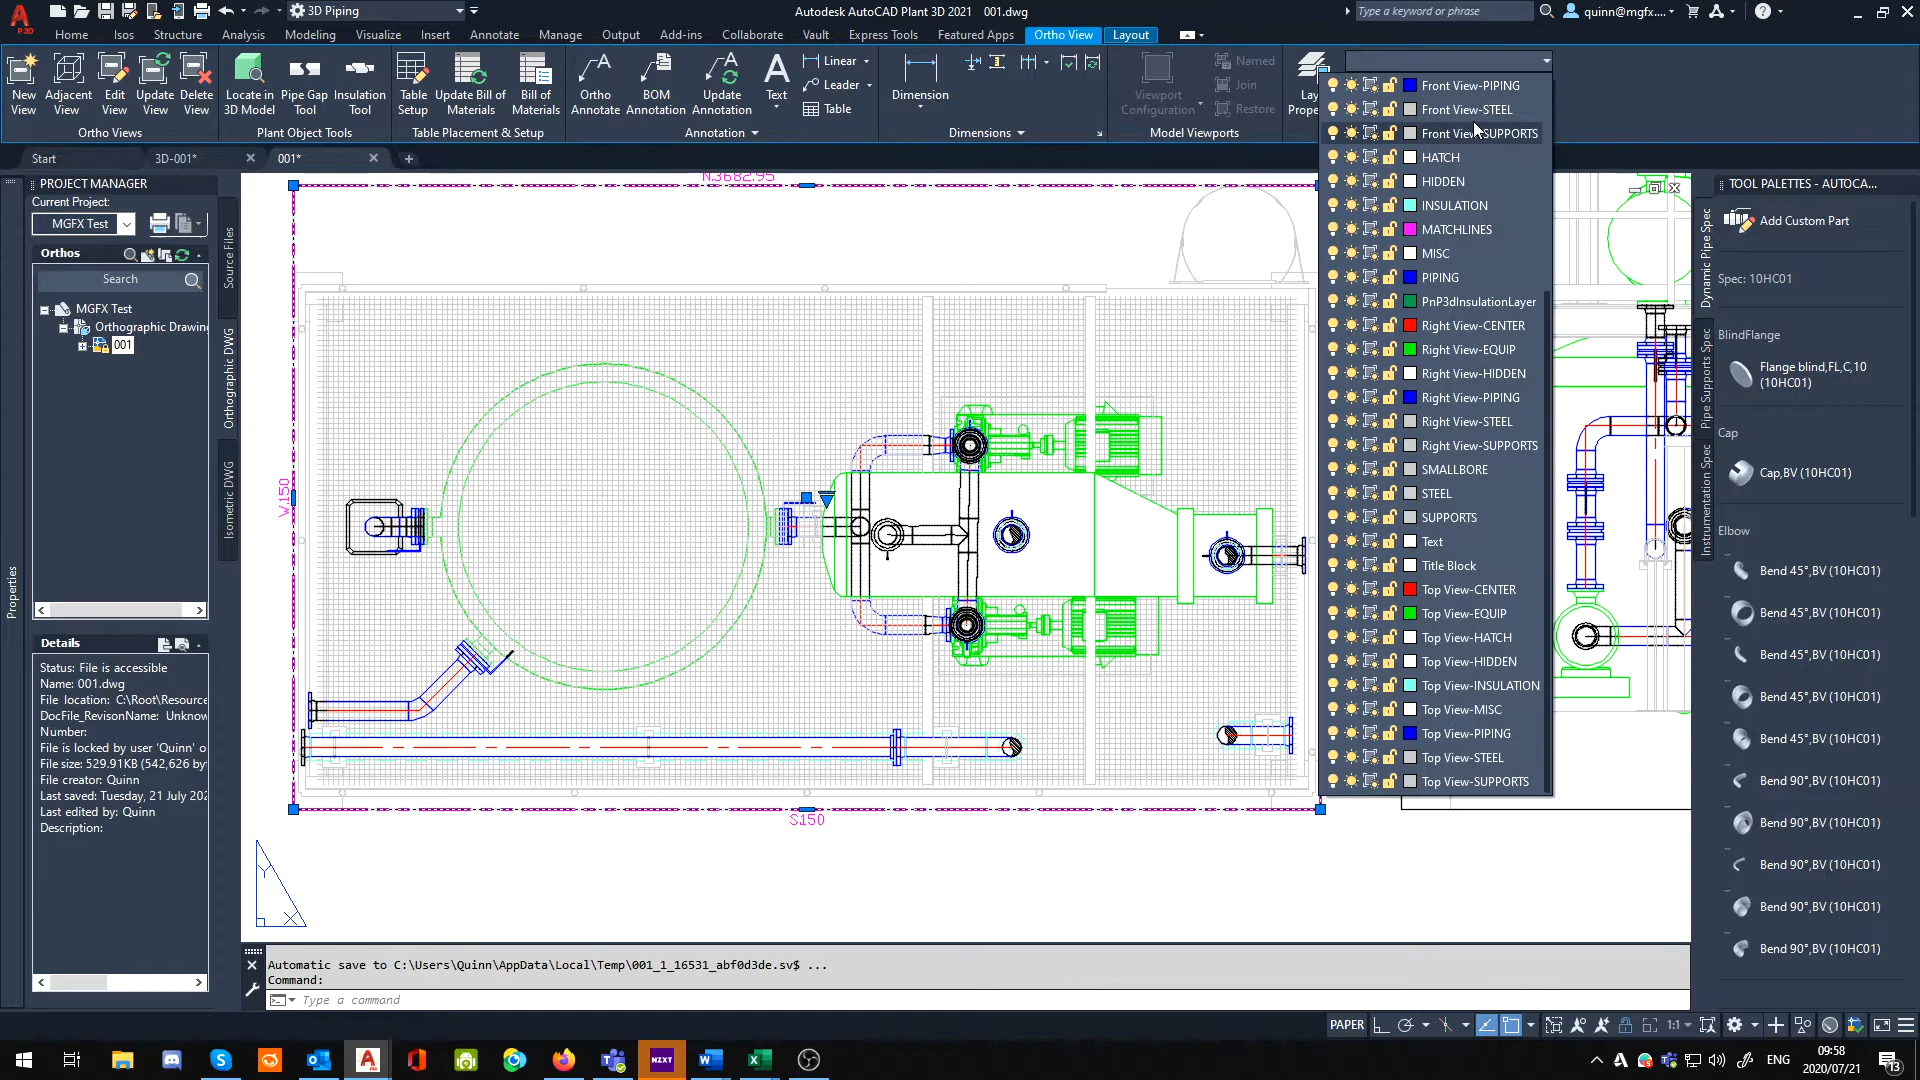 3D Piping
Autodesk AutoCAD Plant 3D 2021 001.dwg
Type a keyword or phrase
quinn@mgfx....
P3D
Home
Isos
Structure
Analysis
Modeling
Visualize
Insert
Annotate
Manage
Output
Add-ins
Collaborate
Vault
Express Tools
Featured Apps
Ortho View
Layout
New View
Adjacent View
Edit View
Update View
Delete View
Locate in 3D Model
Pipe Gap Tool
Insulation Tool
Table Setup
Update Bill of Materials
Bill of Materials
Ortho Annotate
BOM Annotation
Update Annotation
Text
Linear
Leader
Table
Dimension
Viewport Configuration
Named
Join
Restore
Ortho Views
Plant Object Tools
Table Placement & Setup
Annotation
Dimensions
Model Viewports
Start
3D-001*
001*
PROJECT MANAGER
Current Project:
MGFX Test
Orthos
Search
MGFX Test
Orthographic Drawing
001
Source Files
Orthographic DWG
Isometric DWG
Properties
Details
Status: File is accessible
Name: 001.dwg
File location: C:\Root\Resource
DocFile_RevisonName: Unknow
Number:
File is locked by user 'Quinn' o
File size: 529.91KB (542,626 by
File creator: Quinn
Last saved: Tuesday, 21 July 202
Last edited by: Quinn
Description:
N.3682.95
W.150
S.150
Y
X
Front View-PIPING
Front View-STEEL
Front View-SUPPORTS
HATCH
HIDDEN
INSULATION
MATCHLINES
MISC
PIPING
PnP3dInsulationLayer
Right View-CENTER
Right View-EQUIP
Right View-HIDDEN
Right View-PIPING
Right View-STEEL
Right View-SUPPORTS
SMALLBORE
STEEL
SUPPORTS
Text
Title Block
Top View-CENTER
Top View-EQUIP
Top View-HATCH
Top View-HIDDEN
Top View-INSULATION
Top View-MISC
Top View-PIPING
Top View-STEEL
Top View-SUPPORTS
TOOL PALETTES - AUTOCA...
Dynamic Pipe Spec
Pipe Supports Spec
Instrumentation Spec
Add Custom Part
Spec: 10HC01
BlindFlange
Flange blind,FL,C,10 (10HC01)
Cap
Cap,BV (10HC01)
Elbow
Bend 45°,BV (10HC01)
Bend 45°,BV (10HC01)
Bend 45°,BV (10HC01)
Bend 45°,BV (10HC01)
Bend 45°,BV (10HC01)
Bend 90°,BV (10HC01)
Bend 90°,BV (10HC01)
Bend 90°,BV (10HC01)
Bend 90°,BV (10HC01)
Bend 90°,BV (10HC01)
Automatic save to C:\Users\Quinn\AppData\Local\Temp\001_1_16531_abf0d3de.sv$ ...
Command:
Type a command
PAPER
1:1
NZXT
ENG
09:58
2020/07/21
13